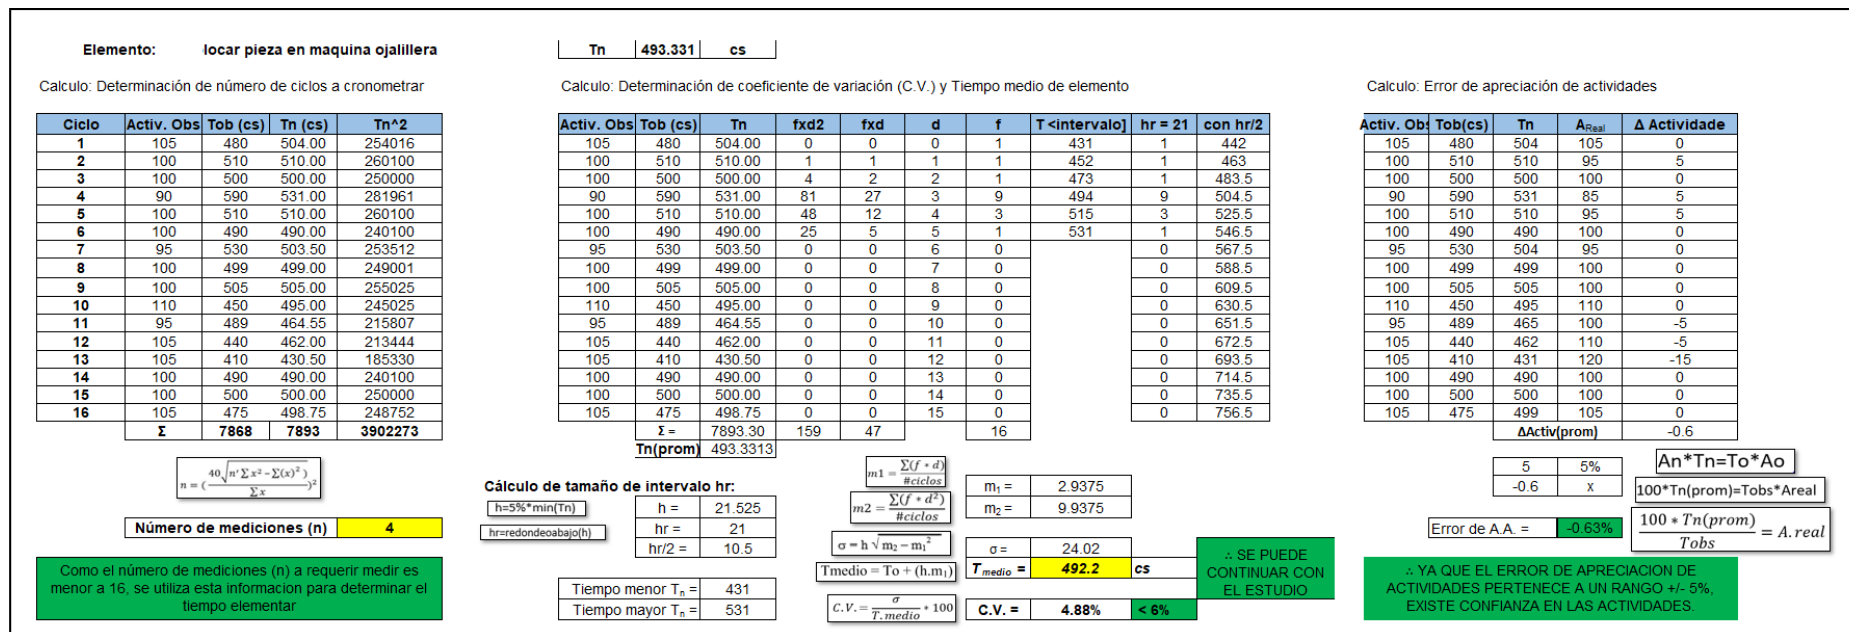 Elemento: locar pieza en maquina ojalillera
Tn 493.331 cs
Calculo: Determinación de número de ciclos a cronometrar
Ciclo Activ. Obs Tob (cs) Tn (cs) Tn^2
1 105 480 504.00 254016
2 100 510 510.00 260100
3 100 500 500.00 250000
4 90 590 531.00 281961
5 100 510 510.00 260100
6 100 490 490.00 240100
7 95 530 503.50 253512
8 100 499 499.00 249001
9 100 505 505.00 255025
10 110 450 495.00 245025
11 95 489 464.55 215807
12 105 440 462.00 213444
13 105 410 430.50 185330
14 100 490 490.00 240100
15 100 500 500.00 250000
16 105 475 498.75 248752
Σ 7868 7893 3902273
n = (40√(n'Σx² − Σ(x)²) / Σx)²
Número de mediciones (n) 4
Como el número de mediciones (n) a requerir medir es
menor a 16, se utiliza esta informacion para determinar el
tiempo elementar
Calculo: Determinación de coeficiente de variación (C.V.) y Tiempo medio de elemento
Activ. Obs Tob (cs) Tn fxd2 fxd d f T <intervalo] hr = 21 con hr/2
105 480 504.00 0 0 0 1 431 1 442
100 510 510.00 1 1 1 1 452 1 463
100 500 500.00 4 2 2 1 473 1 483.5
90 590 531.00 81 27 3 9 494 9 504.5
100 510 510.00 48 12 4 3 515 3 525.5
100 490 490.00 25 5 5 1 531 1 546.5
95 530 503.50 0 0 6 0 0 567.5
100 499 499.00 0 0 7 0 0 588.5
100 505 505.00 0 0 8 0 0 609.5
110 450 495.00 0 0 9 0 0 630.5
95 489 464.55 0 0 10 0 0 651.5
105 440 462.00 0 0 11 0 0 672.5
105 410 430.50 0 0 12 0 0 693.5
100 490 490.00 0 0 13 0 0 714.5
100 500 500.00 0 0 14 0 0 735.5
105 475 498.75 0 0 15 0 0 756.5
Σ = 7893.30 159 47 16
Tn(prom) 493.3313
Cálculo de tamaño de intervalo hr:
h=5%*min(Tn) h = 21.525
hr=redondeoabajo(h) hr = 21
hr/2 = 10.5
Tiempo menor Tn = 431
Tiempo mayor Tn = 531
m1 = Σ(f * d) / #ciclos
m2 = Σ(f * d²) / #ciclos
σ = h √(m2 − m1²)
Tmedio = To + (h.m1)
C.V. = σ / T.medio * 100
m1 = 2.9375
m2 = 9.9375
σ = 24.02
Tmedio = 492.2 cs
C.V. = 4.88% < 6%
∴ SE PUEDE
CONTINUAR CON
EL ESTUDIO
Calculo: Error de apreciación de actividades
Activ. Obs Tob(cs) Tn AReal Δ Actividade
105 480 504 105 0
100 510 510 95 5
100 500 500 100 0
90 590 531 85 5
100 510 510 95 5
100 490 490 100 0
95 530 504 95 0
100 499 499 100 0
100 505 505 100 0
110 450 495 110 0
95 489 465 100 -5
105 440 462 110 -5
105 410 431 120 -15
100 490 490 100 0
100 500 500 100 0
105 475 499 105 0
ΔActiv(prom) -0.6
5 5%
-0.6 x
Error de A.A. = -0.63%
An*Tn=To*Ao
100*Tn(prom)=Tobs*Areal
100 * Tn(prom) / Tobs = A.real
∴ YA QUE EL ERROR DE APRECIACION DE
ACTIVIDADES PERTENECE A UN RANGO +/- 5%,
EXISTE CONFIANZA EN LAS ACTIVIDADES.